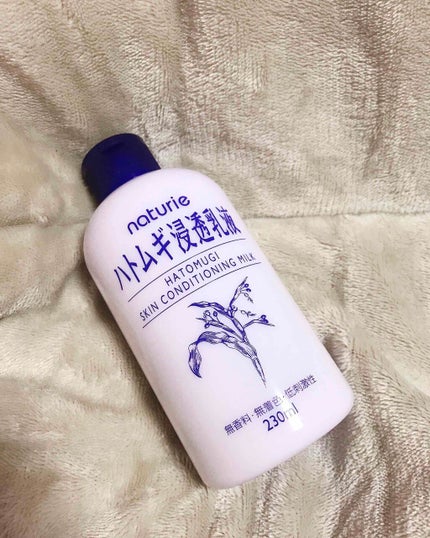 naturie
ハトムギ浸透乳液
HATOMUGI
SKIN CONDITIONING MILK
無香料・無着色・低刺激性
230ml